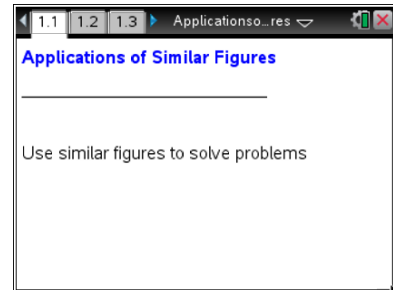 1.1 1.2 1.3 Applicationso...res
Applications of Similar Figures
Use similar figures to solve problems